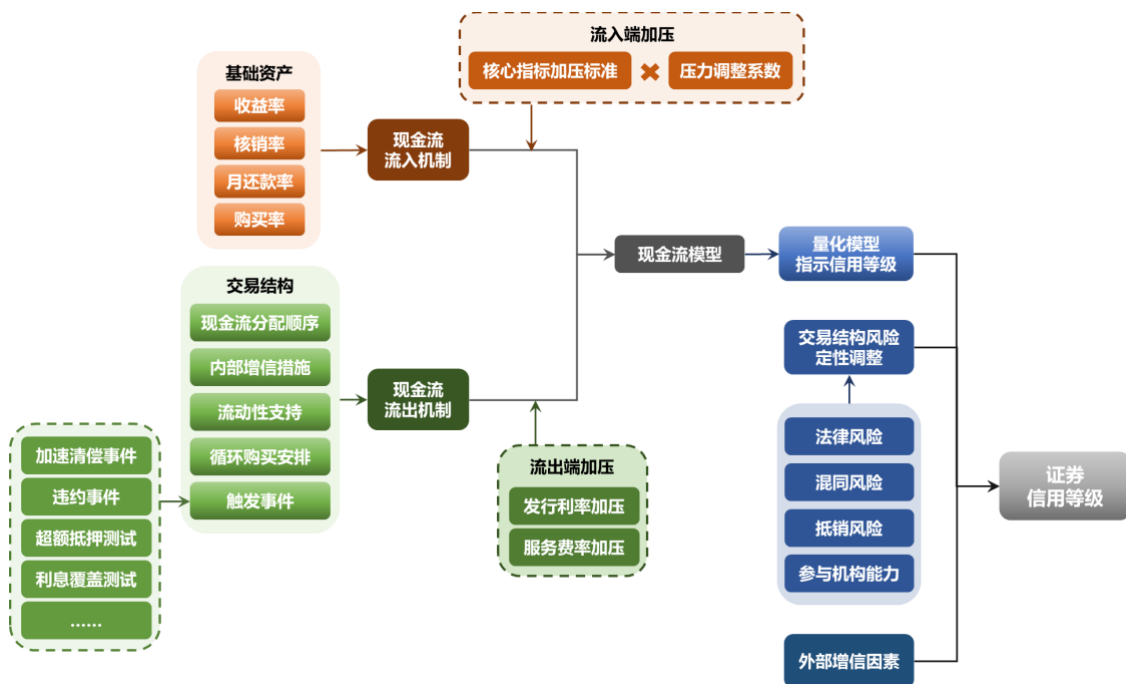 流入端加压
核心指标加压标准
✖
压力调整系数
基础资产
收益率
核销率
月还款率
购买率
现金流
流入机制
现金流模型
量化模型
指示信用等级
交易结构
现金流分配顺序
内部增信措施
流动性支持
循环购买安排
触发事件
现金流
流出机制
加速清偿事件
违约事件
超额抵押测试
利息覆盖测试
……
流出端加压
发行利率加压
服务费率加压
交易结构风险
定性调整
法律风险
混同风险
抵销风险
参与机构能力
外部增信因素
证券
信用等级